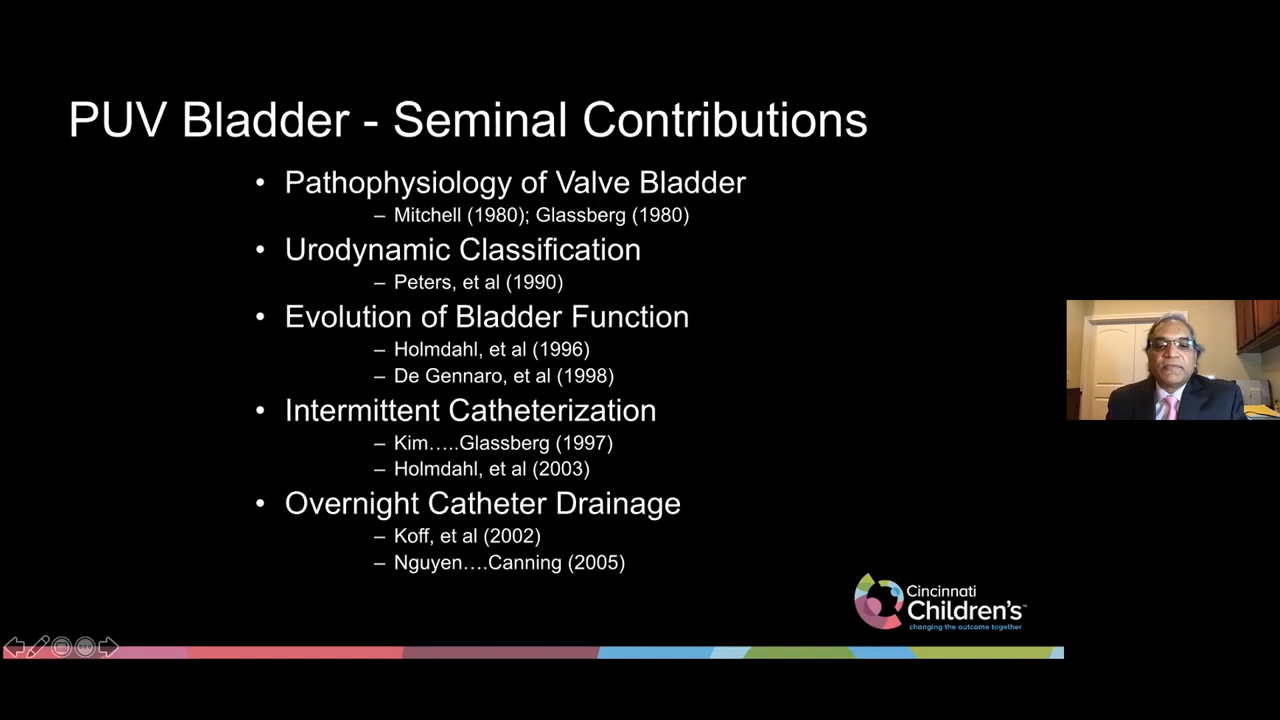 PUV Bladder - Seminal Contributions
• Pathophysiology of Valve Bladder
– Mitchell (1980); Glassberg (1980)
• Urodynamic Classification
– Peters, et al (1990)
• Evolution of Bladder Function
– Holmdahl, et al (1996)
– De Gennaro, et al (1998)
• Intermittent Catheterization
– Kim…..Glassberg (1997)
– Holmdahl, et al (2003)
• Overnight Catheter Drainage
– Koff, et al (2002)
– Nguyen….Canning (2005)
Cincinnati
Children's™
changing the outcome together